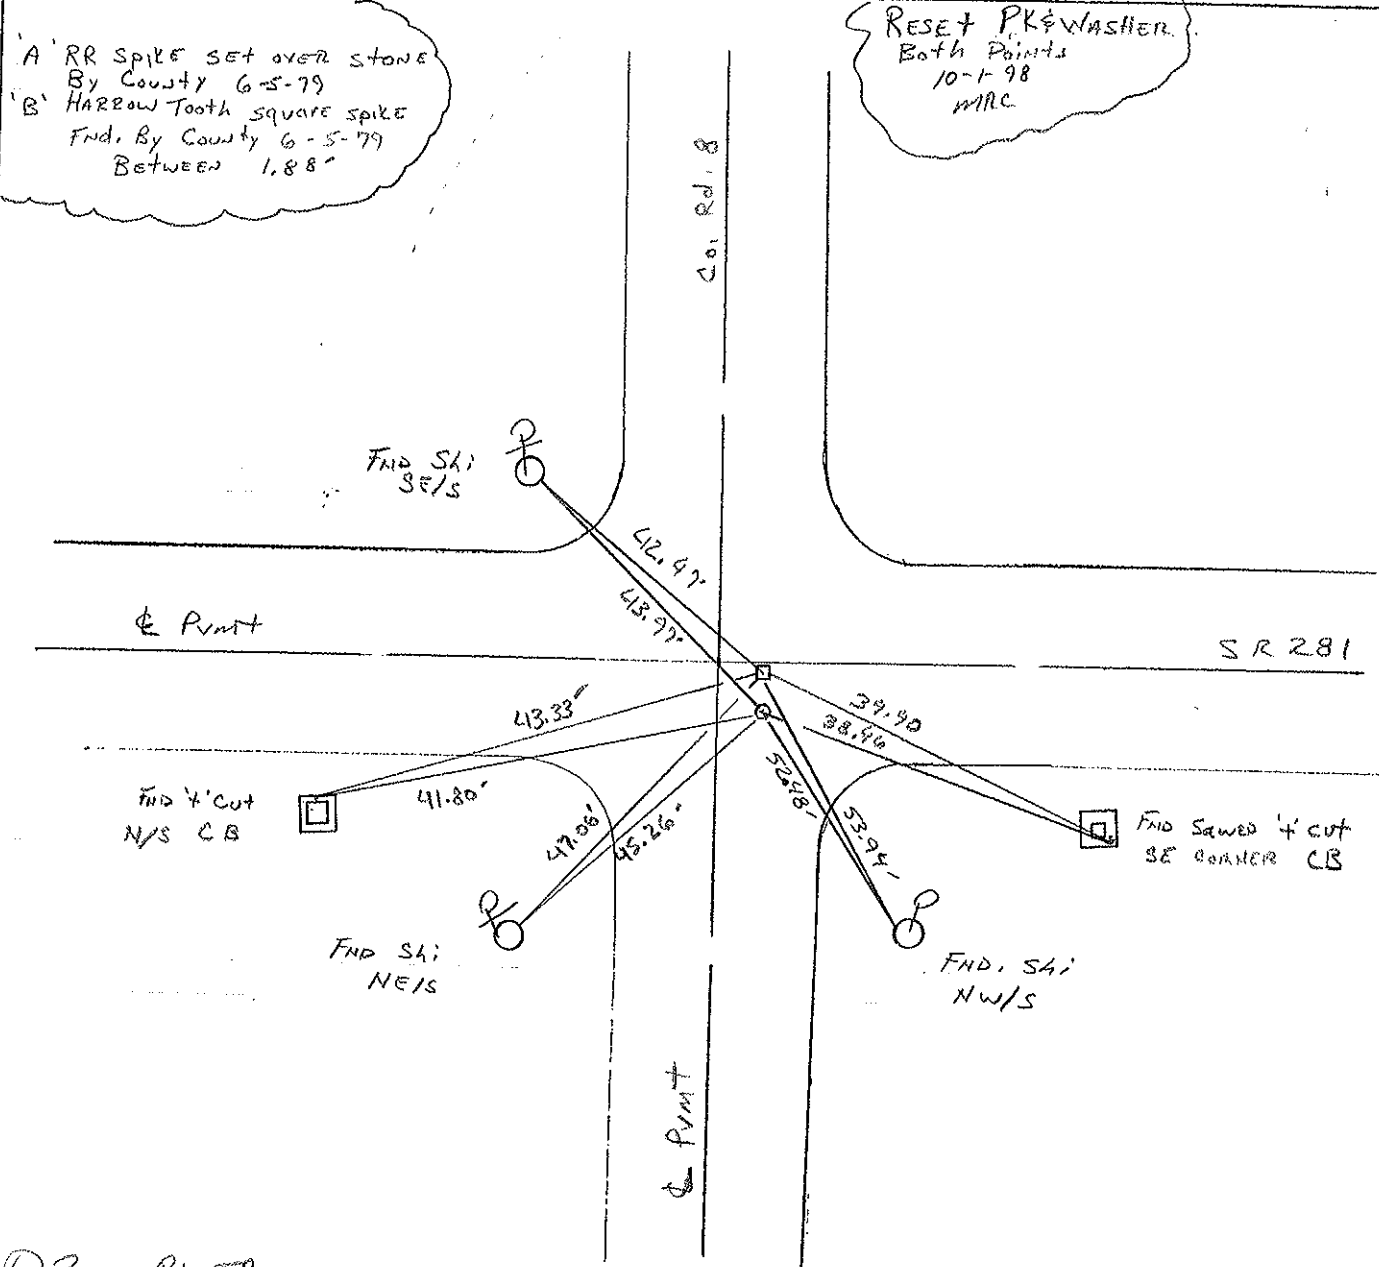 'A' RR Spike SET OVER STONE
By County 6-5-79
'B' HARROW Tooth square spike
Fnd. By County 6-5-79
BETWEEN 1.88'
RESET PK & WASHER
Both Points
10-1-98
MRC
Co. Rd. 8
FND Shi
SE/S
42.47'
43.97'
℄ Pvmt
SR 281
43.33'
39.90
38.46
41.80'
52.48'
53.94'
47.06'
45.26'
FND '+' Cut
N/S CB
FND Sawed '+' cut
SE CORNER CB
FND Shi
NE/S
FND. Shi
NW/S
℄ Pvmt